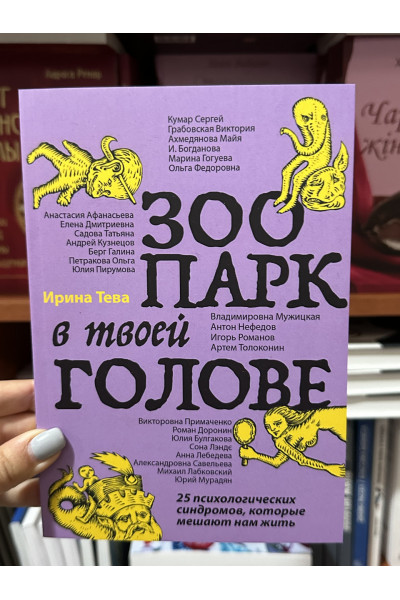 Кумар Сергей
Грабовская Виктория
Ахмедянова Майя
И. Богданова
Марина Гогуева
Ольга Федоровна
ЗОО
Анастасия Афанасьева
Елена Дмитриевна
Садова Татьяна
Андрей Кузнецов
Берг Галина
Петракова Ольга
Юлия Пирумова
ПАРК
Ирина Тева
в твоей
Владимировна Мужицкая
Антон Нефедов
Игорь Романов
Артем Толоконин
ГОЛОВЕ
Викторовна Примаченко
Роман Доронин
Юлия Булгакова
Сона Лэндс
Анна Лебедева
Александровна Савельева
Михаил Лабковский
Юрий Мурадян
25 психологических
синдромов, которые
мешают нам жить